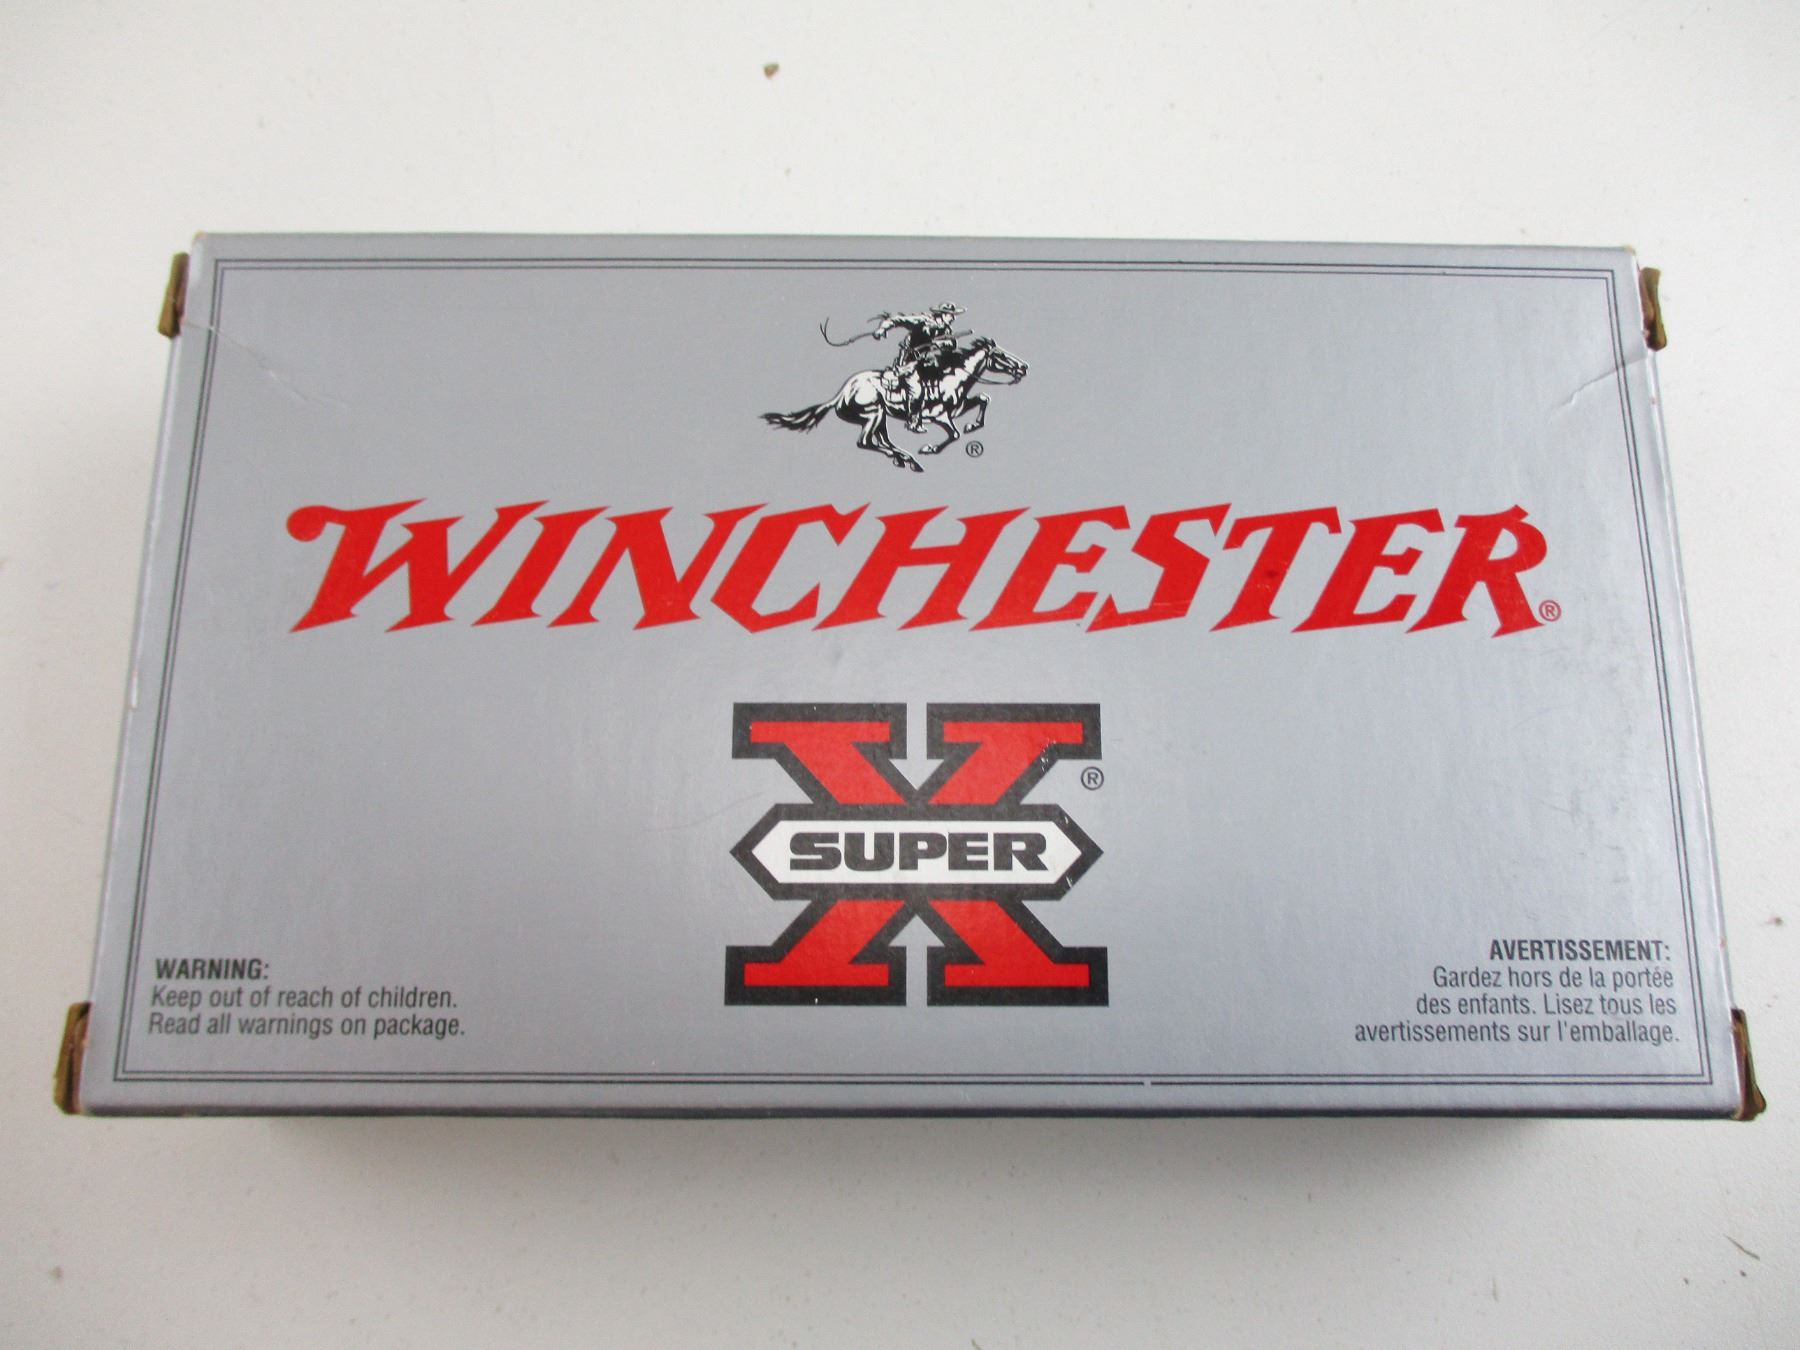 ®
WINCHESTER®
X®
SUPER
WARNING:
Keep out of reach of children.
Read all warnings on package.
AVERTISSEMENT:
Gardez hors de la portée
des enfants. Lisez tous les
avertissements sur l'emballage.